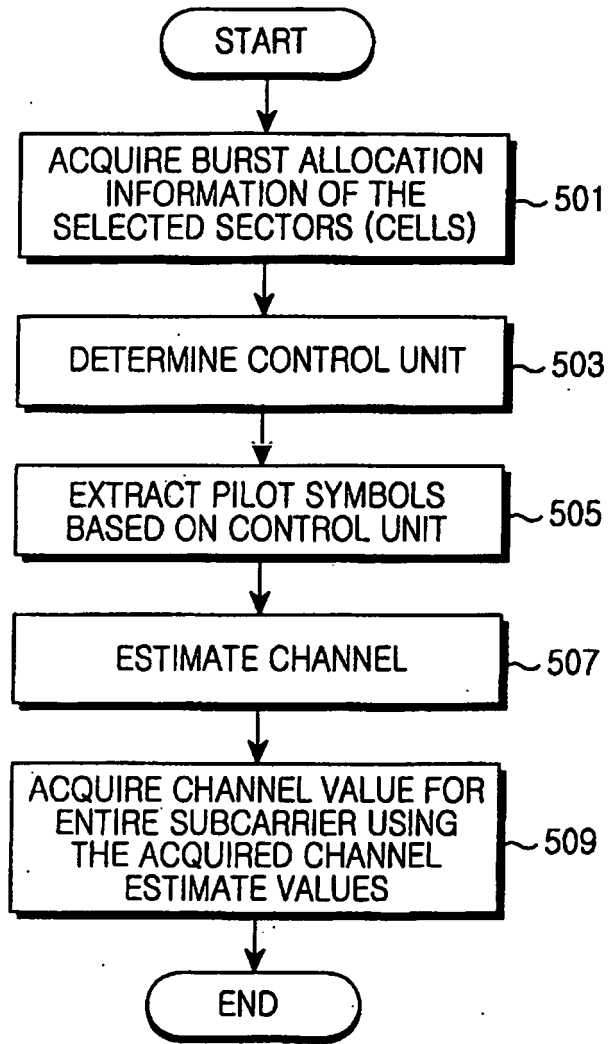 START
ACQUIRE BURST ALLOCATION
INFORMATION OF THE
SELECTED SECTORS (CELLS)
501
DETERMINE CONTROL UNIT
503
EXTRACT PILOT SYMBOLS
BASED ON CONTROL UNIT
505
ESTIMATE CHANNEL
507
ACQUIRE CHANNEL VALUE FOR
ENTIRE SUBCARRIER USING
THE ACQUIRED CHANNEL
ESTIMATE VALUES
509
END